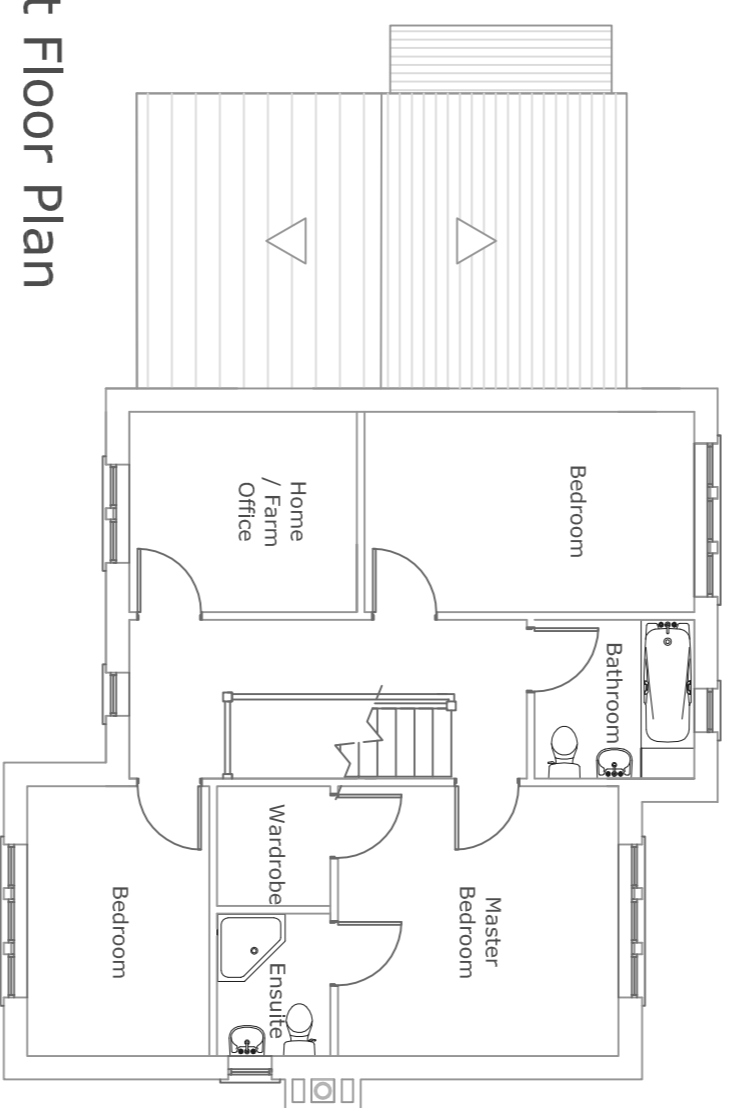 t Floor Plan
Bedroom
Home
/ Farm
Office
Bathroom
Master
Bedroom
Wardrobe
Ensuite
Bedroom